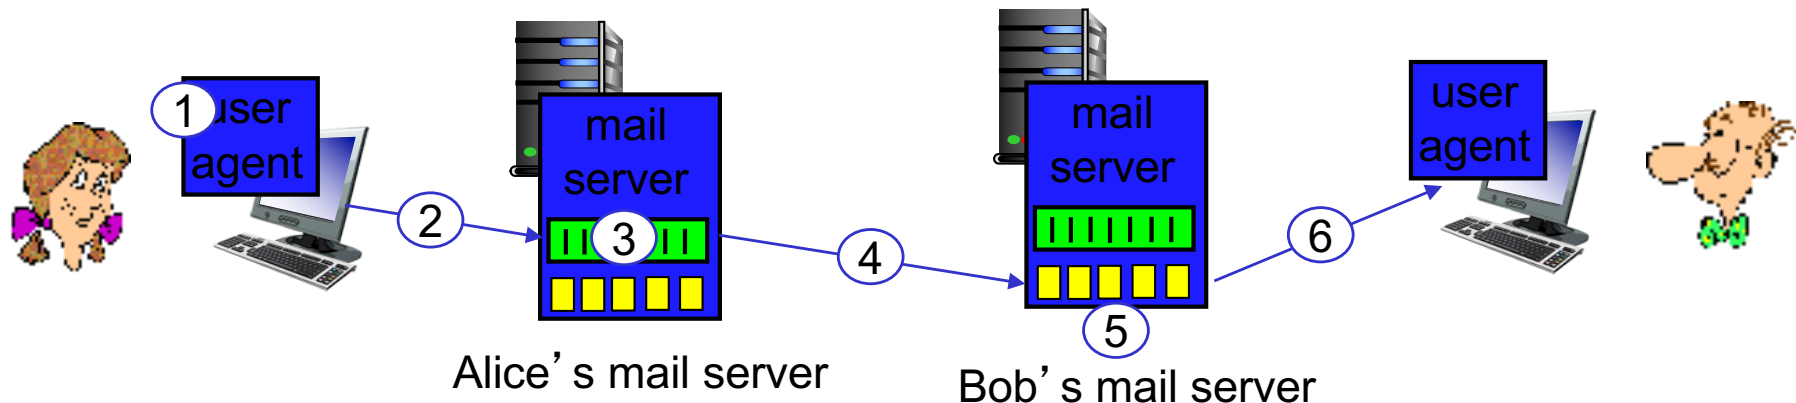 1
user
agent
2
mail
server
3
Alice’s mail server
4
mail
server
5
Bob’s mail server
6
user
agent